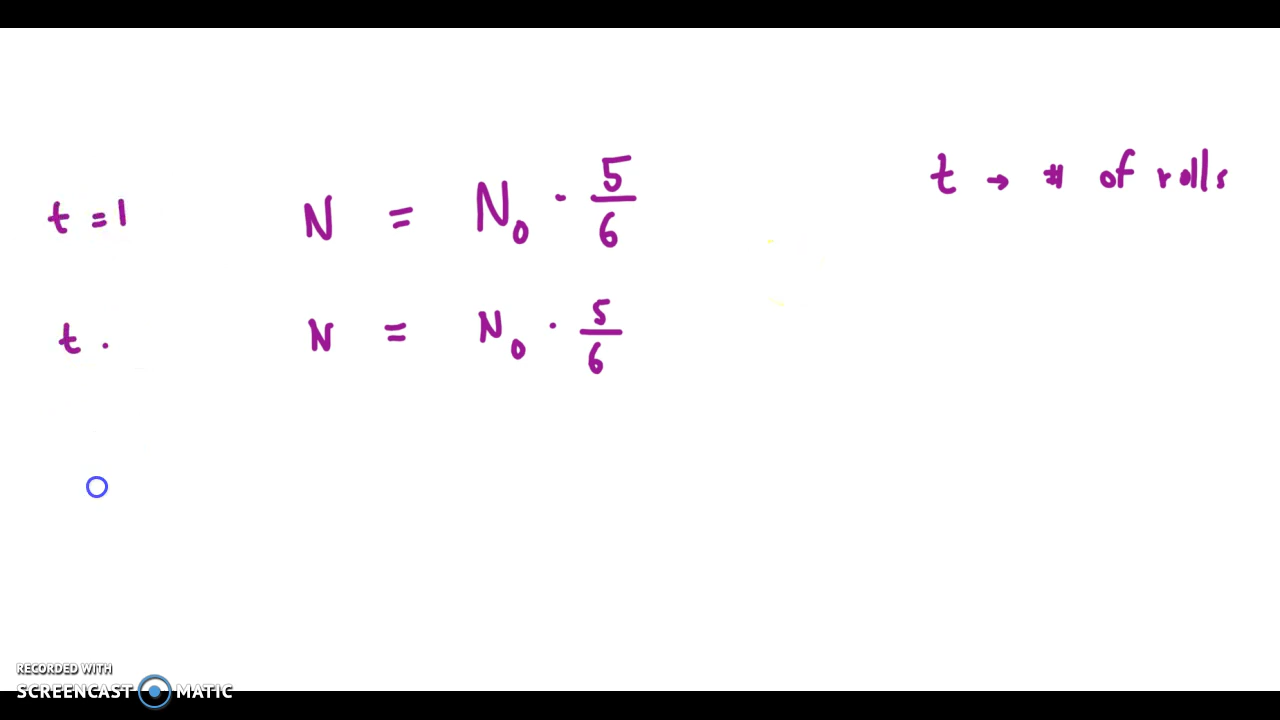 t → # of rolls
t = 1 N = N₀ · 5/6
t . N = N₀ · 5/6
RECORDED WITH
SCREENCAST MATIC